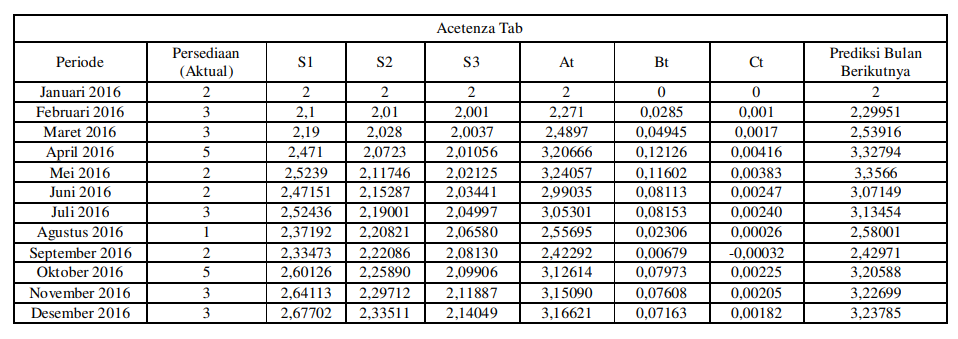 Acetenza Tab
Periode Persediaan (Aktual) S1 S2 S3 At Bt Ct Prediksi Bulan Berikutnya
Januari 2016 2 2 2 2 2 0 0 2
Februari 2016 3 2,1 2,01 2,001 2,271 0,0285 0,001 2,29951
Maret 2016 3 2,19 2,028 2,0037 2,4897 0,04945 0,0017 2,53916
April 2016 5 2,471 2,0723 2,01056 3,20666 0,12126 0,00416 3,32794
Mei 2016 2 2,5239 2,11746 2,02125 3,24057 0,11602 0,00383 3,3566
Juni 2016 2 2,47151 2,15287 2,03441 2,99035 0,08113 0,00247 3,07149
Juli 2016 3 2,52436 2,19001 2,04997 3,05301 0,08153 0,00240 3,13454
Agustus 2016 1 2,37192 2,20821 2,06580 2,55695 0,02306 0,00026 2,58001
September 2016 2 2,33473 2,22086 2,08130 2,42292 0,00679 -0,00032 2,42971
Oktober 2016 5 2,60126 2,25890 2,09906 3,12614 0,07973 0,00225 3,20588
November 2016 3 2,64113 2,29712 2,11887 3,15090 0,07608 0,00205 3,22699
Desember 2016 3 2,67702 2,33511 2,14049 3,16621 0,07163 0,00182 3,23785